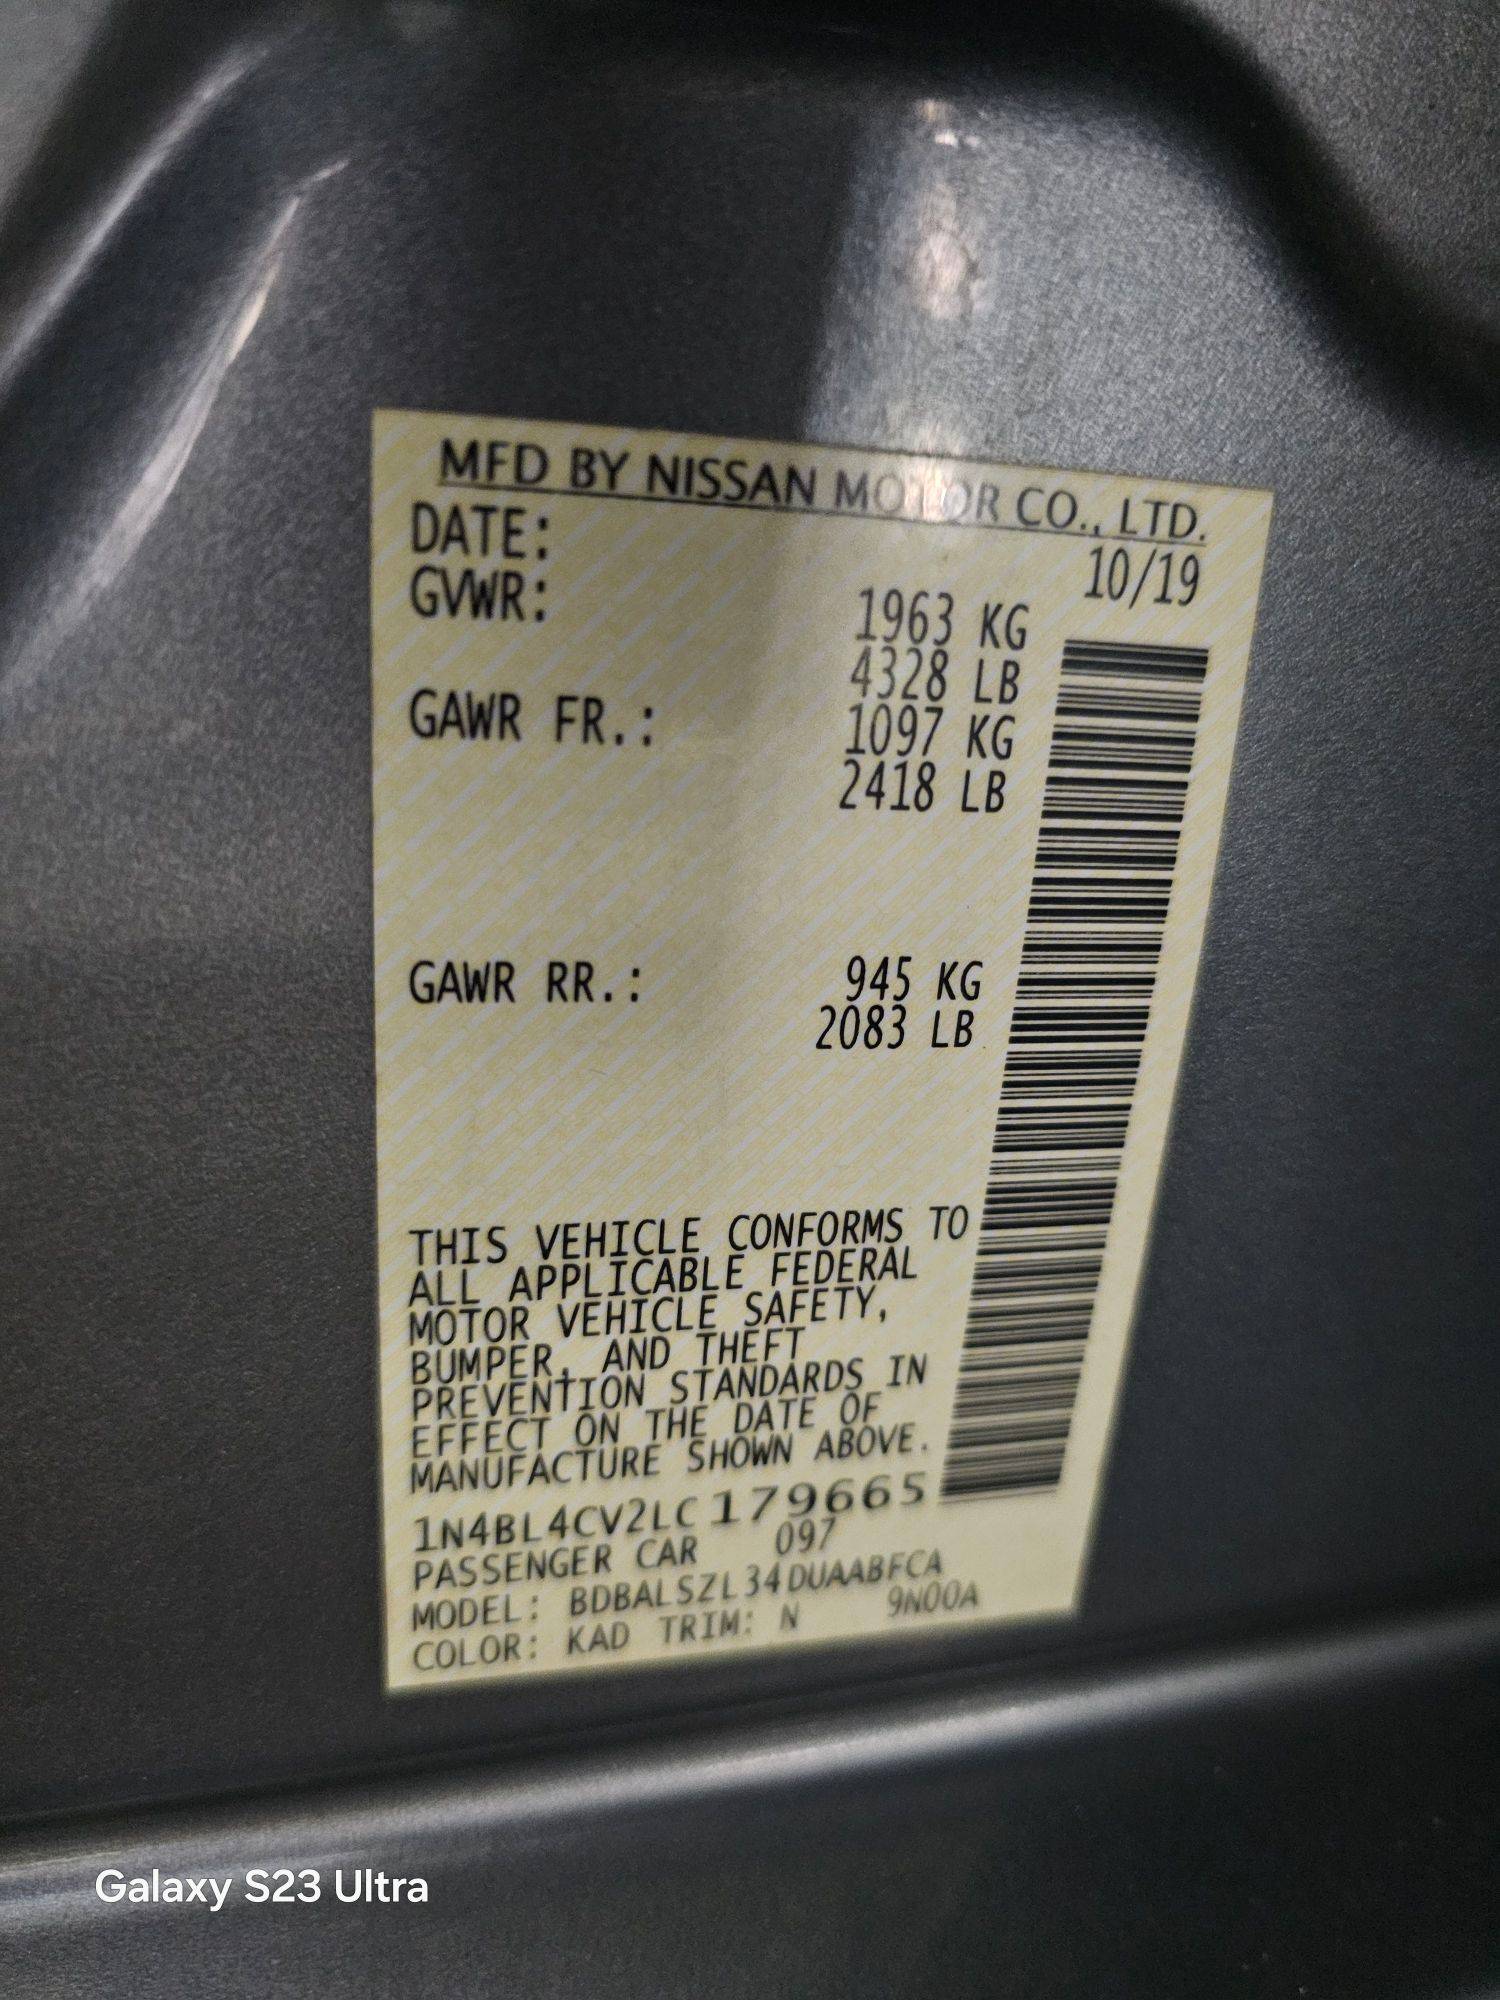 MFD BY NISSAN MOTOR CO., LTD.
DATE: 10/19
GVWR: 1963 KG
4328 LB
GAWR FR.: 1097 KG
2418 LB
GAWR RR.: 945 KG
2083 LB
THIS VEHICLE CONFORMS TO
ALL APPLICABLE FEDERAL
MOTOR VEHICLE SAFETY,
BUMPER, AND THEFT
PREVENTION STANDARDS IN
EFFECT ON THE DATE OF
MANUFACTURE SHOWN ABOVE.
1N4BL4CV2LC179665
PASSENGER CAR 097
MODEL: BDBALSZL34DUAABFCA
COLOR: KAD TRIM: N 9N00A
Galaxy S23 Ultra